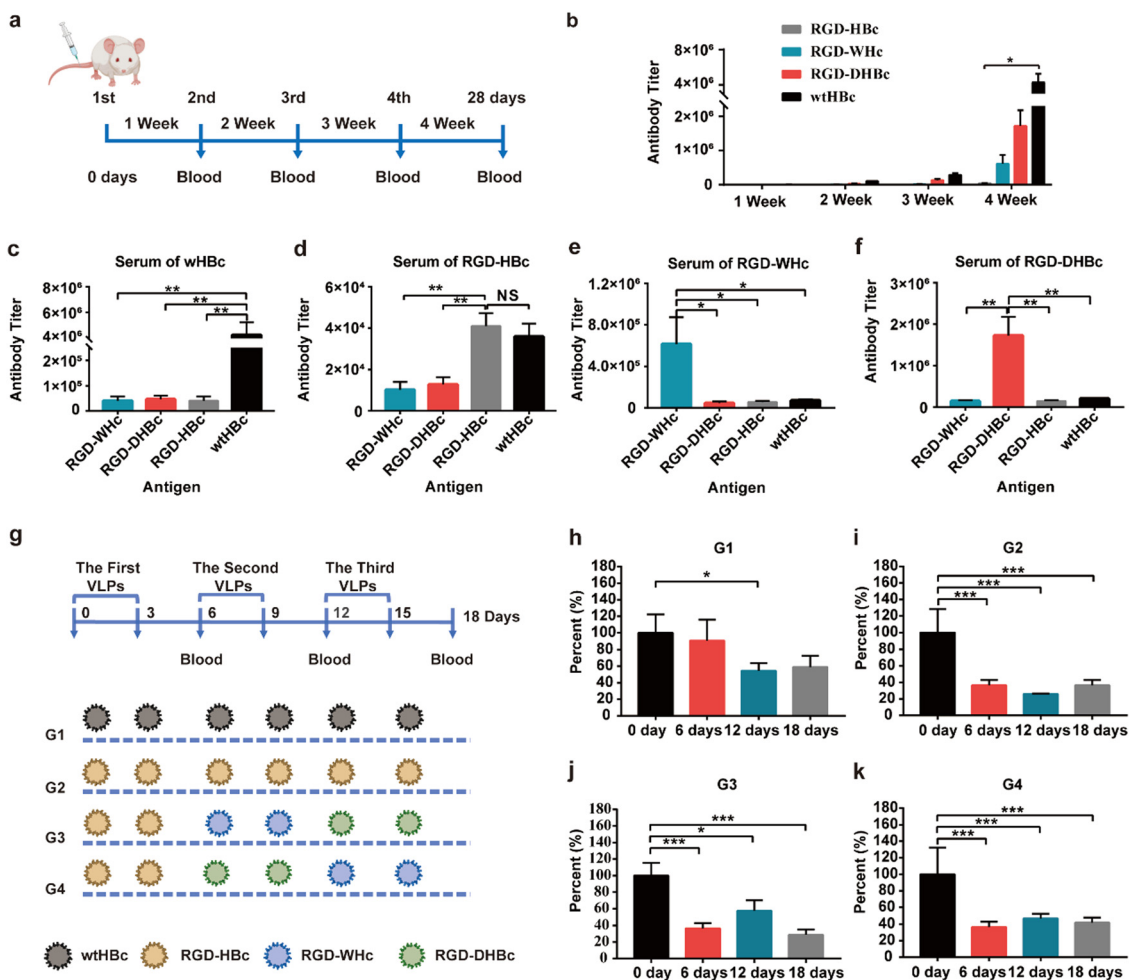 a
1st 2nd 3rd 4th 28 days
1 Week 2 Week 3 Week 4 Week
0 days Blood Blood Blood Blood
b
RGD-HBc
RGD-WHc
RGD-DHBc
wtHBc
Antibody Titer
8×10⁶
6×10⁶
4×10⁶
2×10⁶
1×10⁶
0
*
1 Week 2 Week 3 Week 4 Week
c
Serum of wHBc
Antibody Titer
8×10⁶
6×10⁶
4×10⁶
2×10⁵
1×10⁵
0
**
**
**
RGD-WHc RGD-DHBc RGD-HBc wtHBc
Antigen
d
Serum of RGD-HBc
Antibody Titer
6×10⁴
4×10⁴
2×10⁴
0
** NS
**
RGD-WHc RGD-DHBc RGD-HBc wtHBc
Antigen
e
Serum of RGD-WHc
Antibody Titer
1.2×10⁶
8.0×10⁵
4.0×10⁵
0
*
*
*
RGD-WHc RGD-DHBc RGD-HBc wtHBc
Antigen
f
Serum of RGD-DHBc
Antibody Titer
3×10⁶
2×10⁶
1×10⁶
0
** ** **
RGD-WHc RGD-DHBc RGD-HBc wtHBc
Antigen
g
The First The Second The Third
VLPs VLPs VLPs
0 3 6 9 12 15 18 Days
Blood Blood Blood
G1
G2
G3
G4
wtHBc RGD-HBc RGD-WHc RGD-DHBc
h
G1
Percent (%)
180
160
140
120
100
80
60
40
20
0
*
0 day 6 days 12 days 18 days
i
G2
Percent (%)
180
160
140
120
100
80
60
40
20
0
***
***
***
0 day 6 days 12 days 18 days
j
G3
Percent (%)
180
160
140
120
100
80
60
40
20
0
***
*
***
0 day 6 days 12 days 18 days
k
G4
Percent (%)
180
160
140
120
100
80
60
40
20
0
***
***
***
0 day 6 days 12 days 18 days